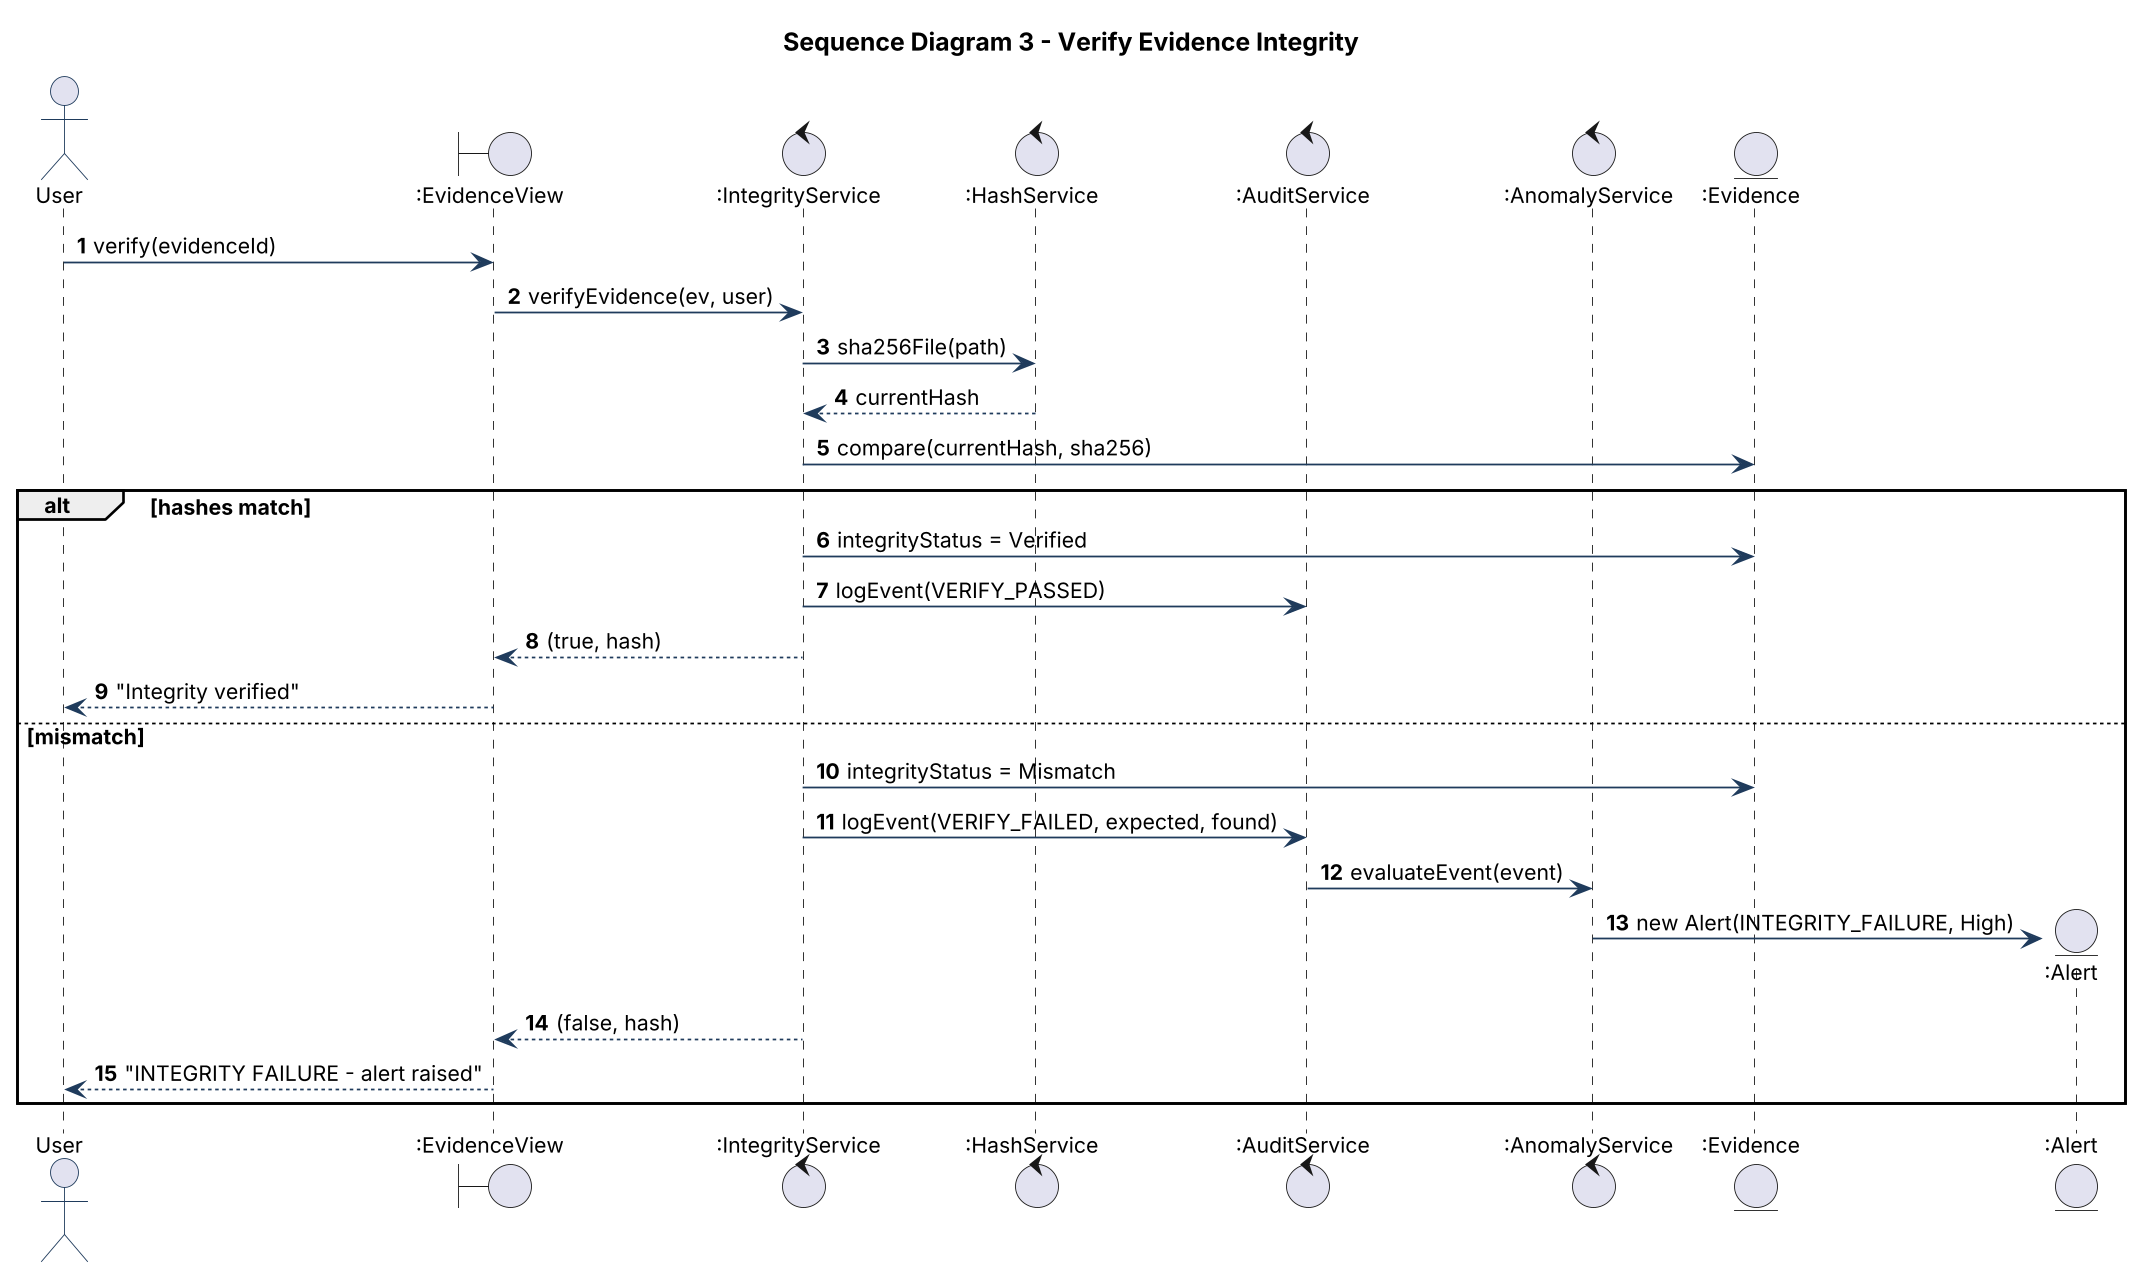 Sequence Diagram 3 - Verify Evidence Integrity
User
:EvidenceView
:IntegrityService
:HashService
:AuditService
:AnomalyService
:Evidence
1 verify(evidenceId)
2 verifyEvidence(ev, user)
3 sha256File(path)
4 currentHash
5 compare(currentHash, sha256)
alt [hashes match]
6 integrityStatus = Verified
7 logEvent(VERIFY_PASSED)
8 (true, hash)
9 "Integrity verified"
[mismatch]
10 integrityStatus = Mismatch
11 logEvent(VERIFY_FAILED, expected, found)
12 evaluateEvent(event)
13 new Alert(INTEGRITY_FAILURE, High)
:Alert
14 (false, hash)
15 "INTEGRITY FAILURE - alert raised"
User
:EvidenceView
:IntegrityService
:HashService
:AuditService
:AnomalyService
:Evidence
:Alert